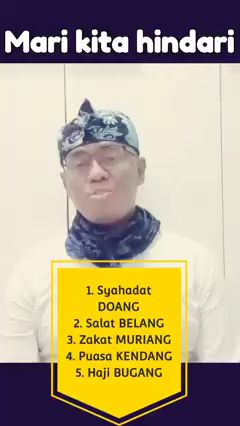 Mari kita hindari
1. Syahadat
DOANG
2. Salat BELANG
3. Zakat MURIANG
4. Puasa KENDANG
5. Haji BUGANG